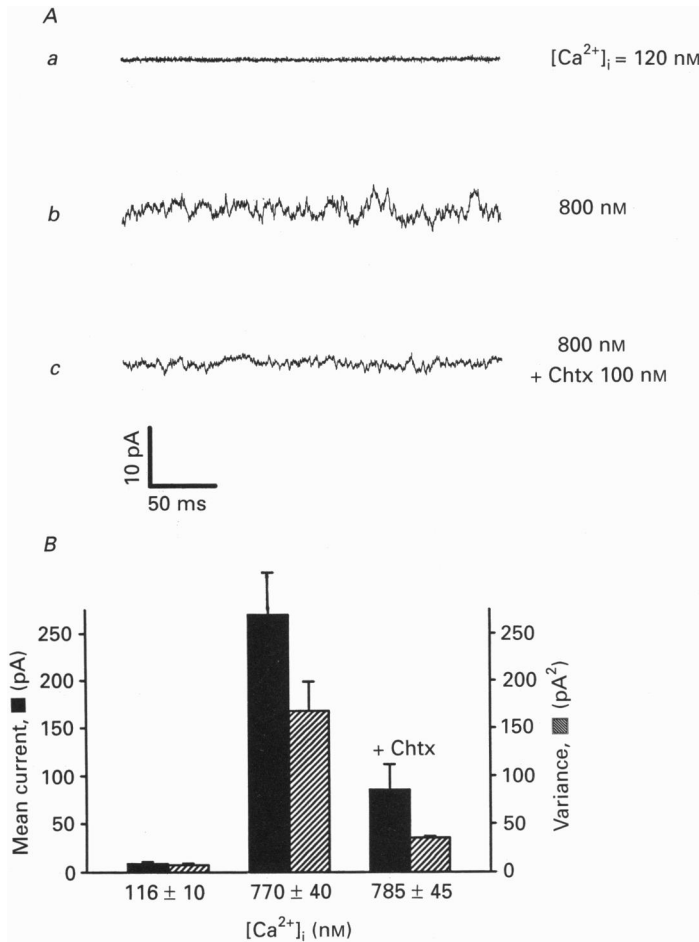 A
a
[Ca²⁺]ᵢ = 120 nM
b
800 nM
c
800 nM
+ Chtx 100 nM
10 pA
50 ms
B
Mean current, ■ (pA)
250
200
150
100
50
0
+ Chtx
250
200
150
100
50
0
Variance, ▨ (pA²)
116 ± 10
770 ± 40
785 ± 45
[Ca²⁺]ᵢ (nM)